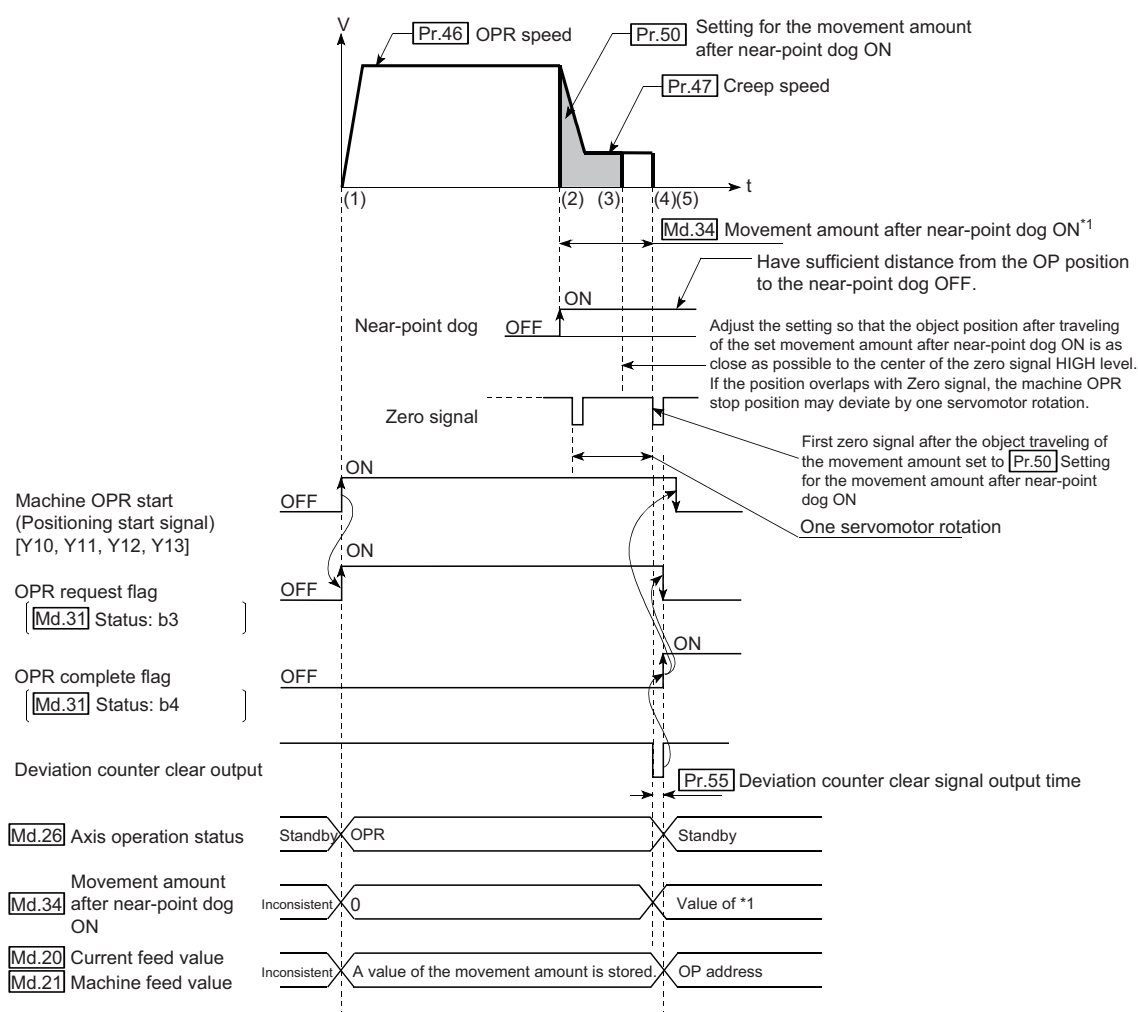 V
Pr.46 OPR speed
Pr.50 Setting for the movement amount
after near-point dog ON
Pr.47 Creep speed
t
(1)
(2)
(3)
(4)(5)
Md.34 Movement amount after near-point dog ON*1
Have sufficient distance from the OP position
to the near-point dog OFF.
ON
Near-point dog
OFF
Adjust the setting so that the object position after traveling
of the set movement amount after near-point dog ON is as
close as possible to the center of the zero signal HIGH level.
If the position overlaps with Zero signal, the machine OPR
stop position may deviate by one servomotor rotation.
Zero signal
First zero signal after the object traveling of
the movement amount set to Pr.50 Setting
for the movement amount after near-point
dog ON
One servomotor rotation
ON
Machine OPR start
(Positioning start signal)
[Y10, Y11, Y12, Y13]
OFF
ON
OPR request flag
Md.31 Status: b3
OFF
ON
OPR complete flag
Md.31 Status: b4
OFF
Deviation counter clear output
Pr.55 Deviation counter clear signal output time
Md.26 Axis operation status
Standby
OPR
Standby
Md.34 Movement amount
after near-point dog
ON
Inconsistent
0
Value of *1
Md.20 Current feed value
Md.21 Machine feed value
Inconsistent
A value of the movement amount is stored.
OP address